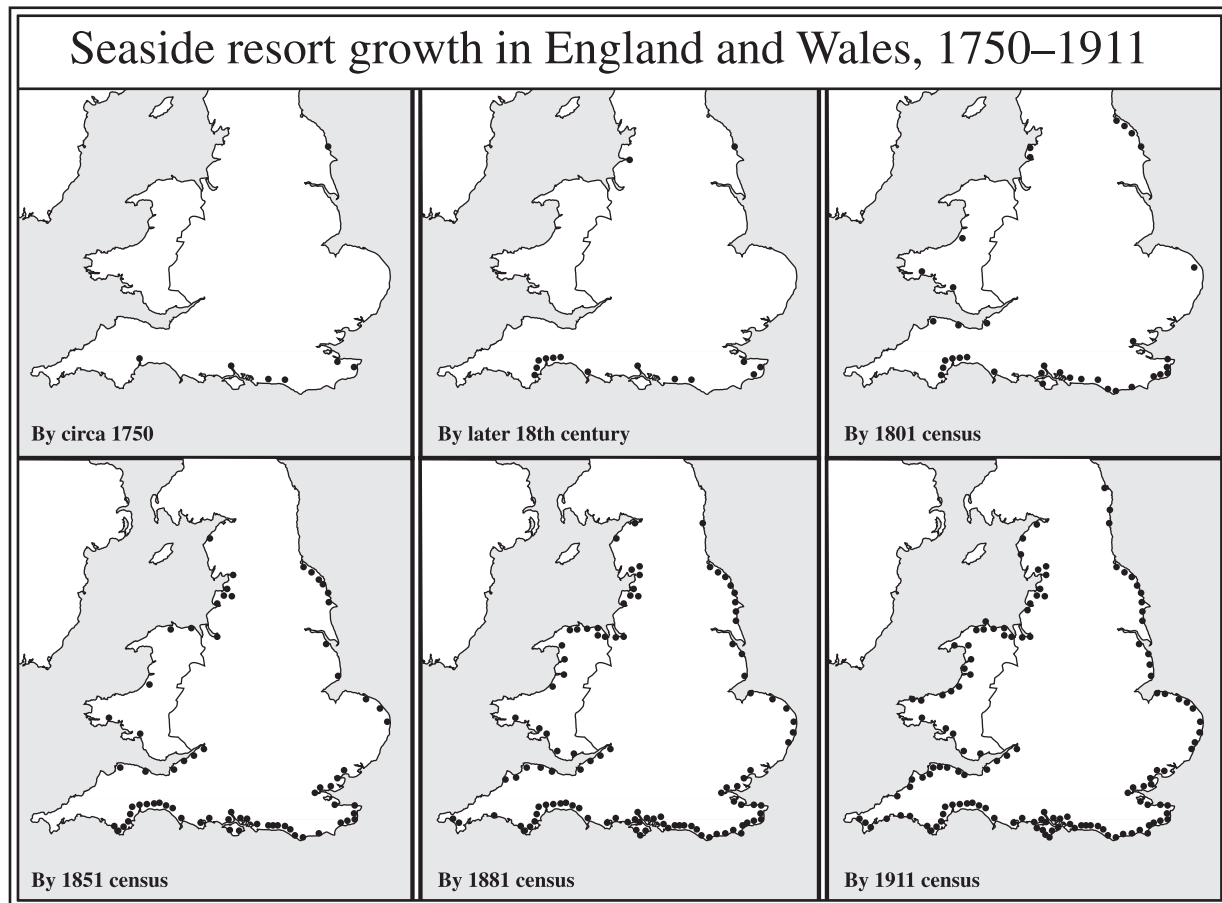 Seaside resort growth in England and Wales, 1750–1911
By circa 1750
By later 18th century
By 1801 census
By 1851 census
By 1881 census
By 1911 census